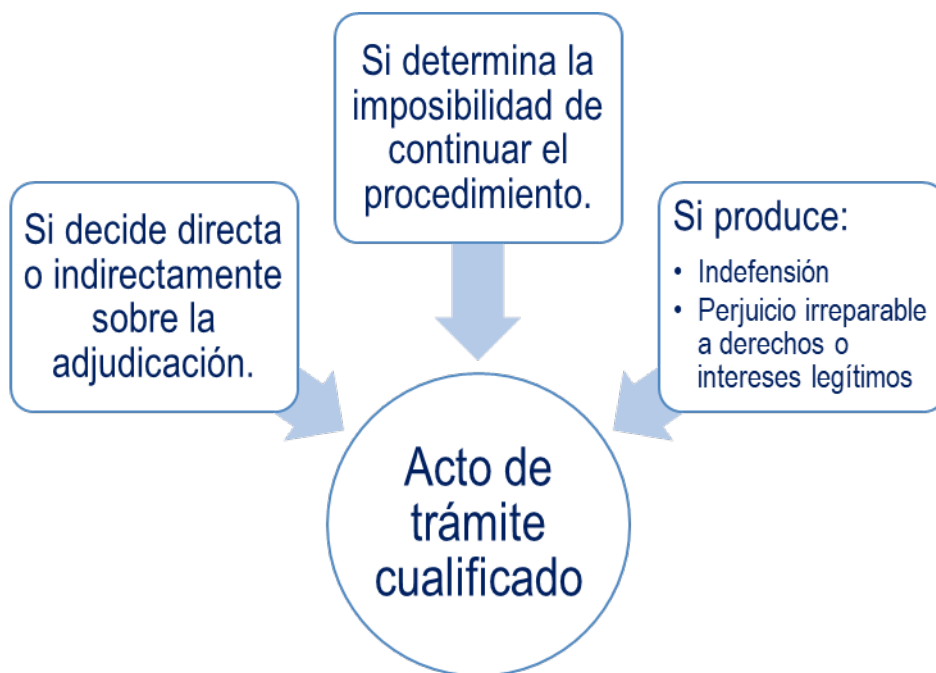 Si determina la
imposibilidad de
continuar el
procedimiento.
Si decide directa
o indirectamente
sobre la
adjudicación.
Si produce:
• Indefensión
• Perjuicio irreparable
a derechos o
intereses legítimos
Acto de
trámite
cualificado